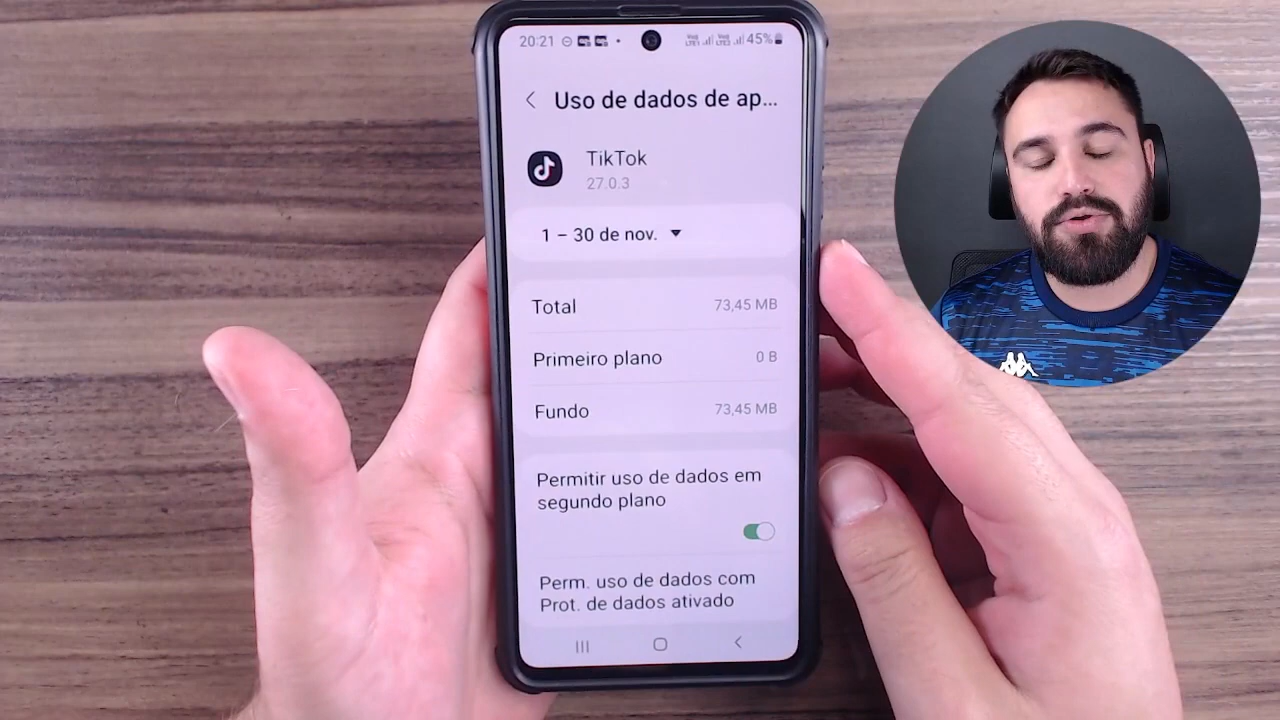 20:21
45%
Uso de dados de ap...
TikTok
27.0.3
1 – 30 de nov.
Total 73,45 MB
Primeiro plano 0 B
Fundo 73,45 MB
Permitir uso de dados em
segundo plano
Perm. uso de dados com
Prot. de dados ativado